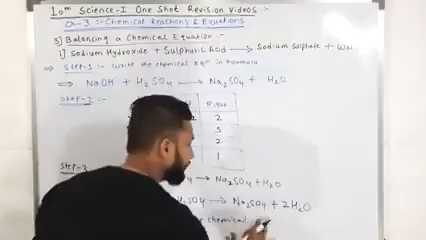 10th Science-I One Shot Revision Videos :-
Ch-3 :- Chemical Reactions & Equations
3] Balancing a Chemical Equation :-
i] Sodium Hydroxide + Sulphuric Acid → Sodium Sulphate +
⇒ Step-1 : Write the chemical eqn in formula
⇒ NaOH + H₂SO₄ → Na₂SO₄ + H₂O
Step-2 :-
Right
2
5
2
1
Step-3
→ Na₂SO₄ + H₂O
→ Na₂SO₄ + 2H₂O
chemical